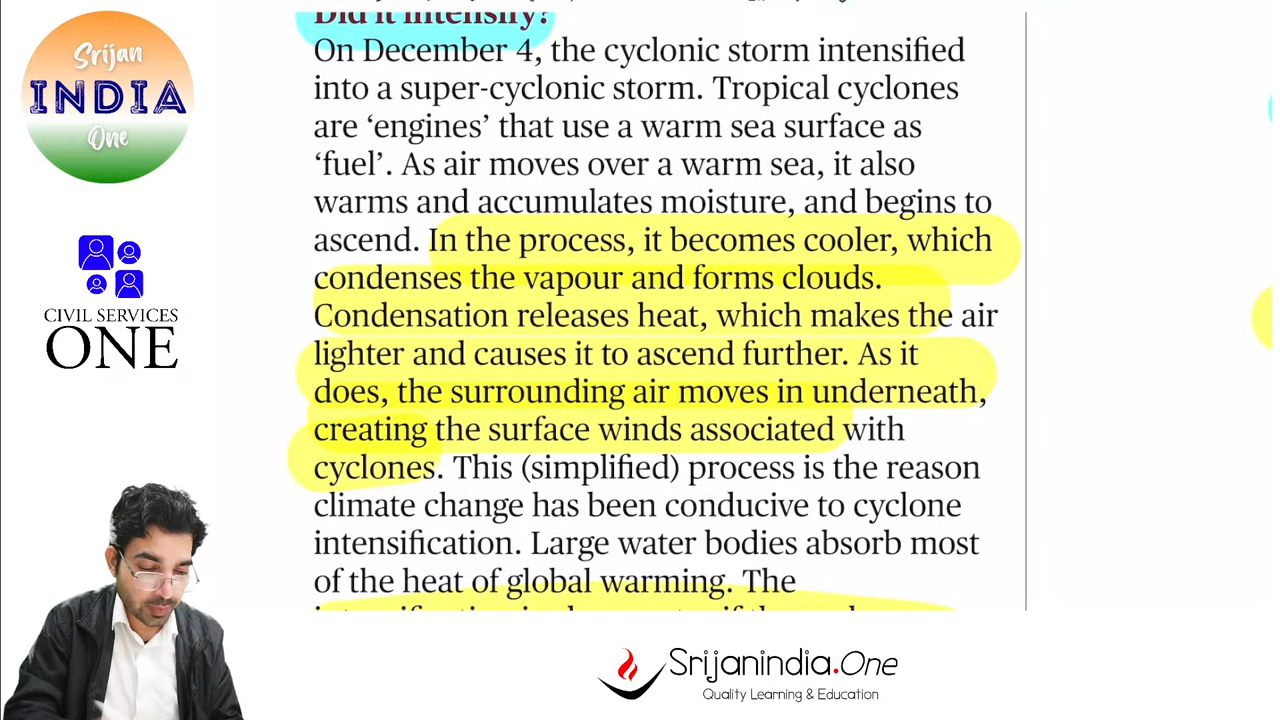 Did it intensify?
On December 4, the cyclonic storm intensified
into a super-cyclonic storm. Tropical cyclones
are ‘engines’ that use a warm sea surface as
‘fuel’. As air moves over a warm sea, it also
warms and accumulates moisture, and begins to
ascend. In the process, it becomes cooler, which
condenses the vapour and forms clouds.
Condensation releases heat, which makes the air
lighter and causes it to ascend further. As it
does, the surrounding air moves in underneath,
creating the surface winds associated with
cyclones. This (simplified) process is the reason
climate change has been conducive to cyclone
intensification. Large water bodies absorb most
of the heat of global warming. The
Srijan
INDIA
One
CIVIL SERVICES
ONE
Srijanindia.One
Quality Learning & Education